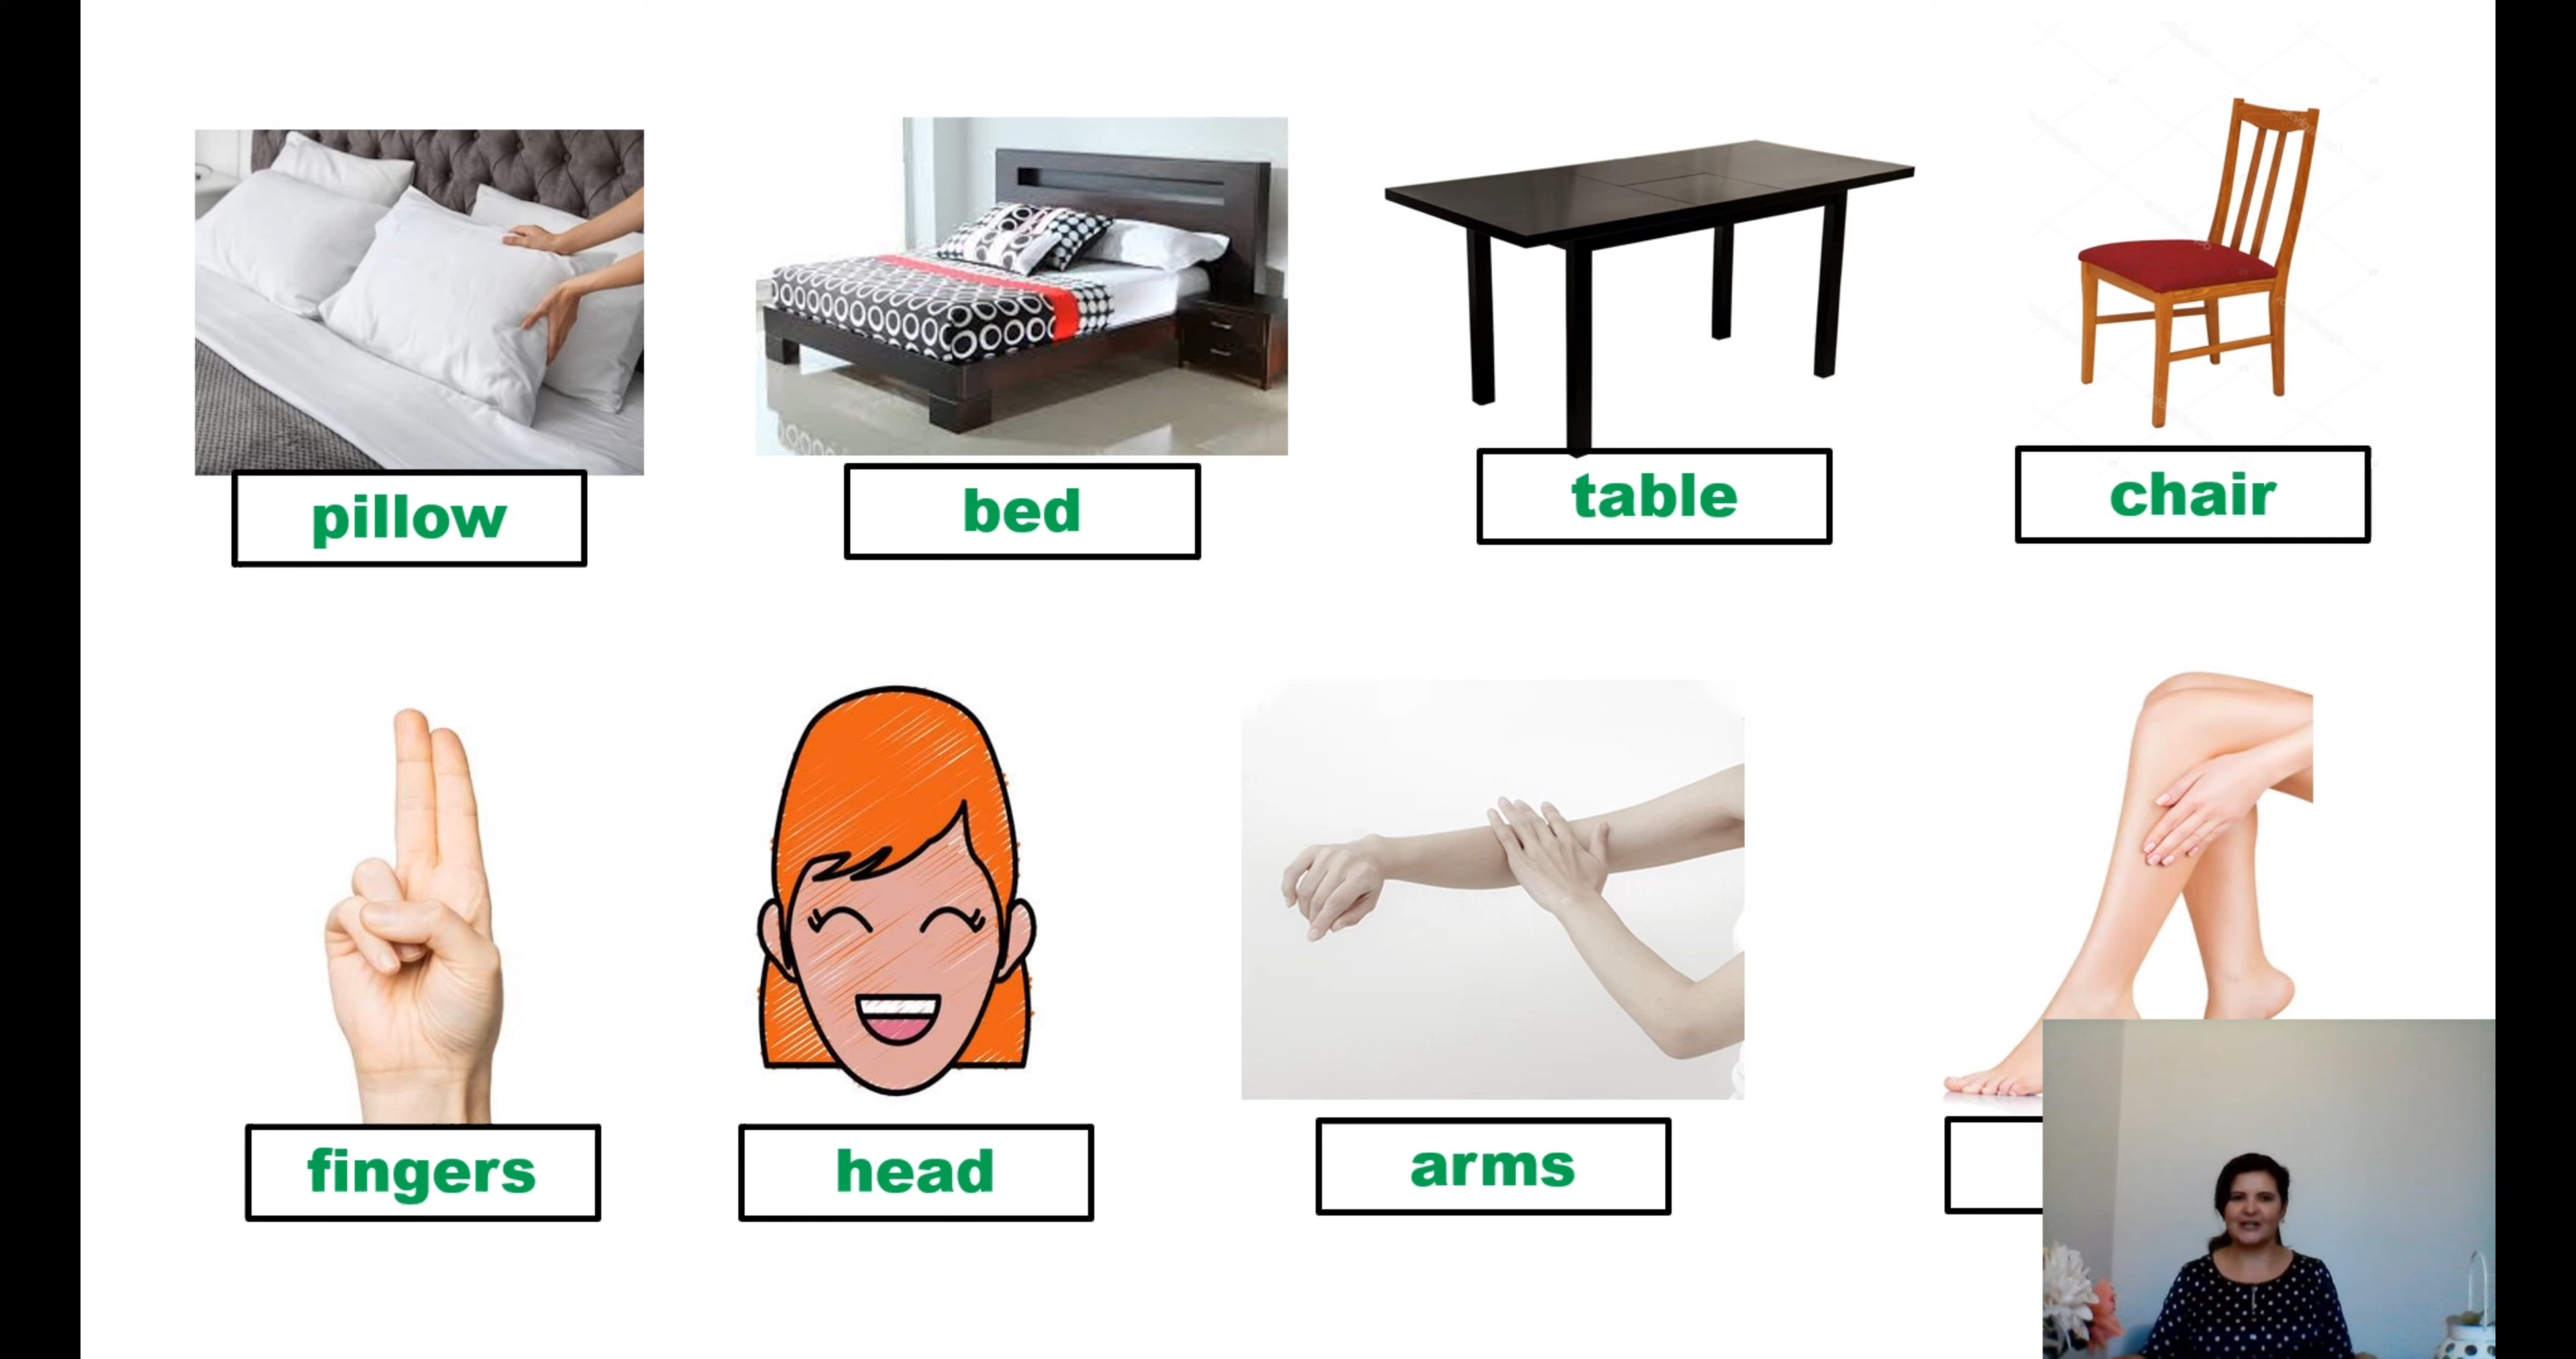 pillow
bed
table
chair
fingers
head
arms